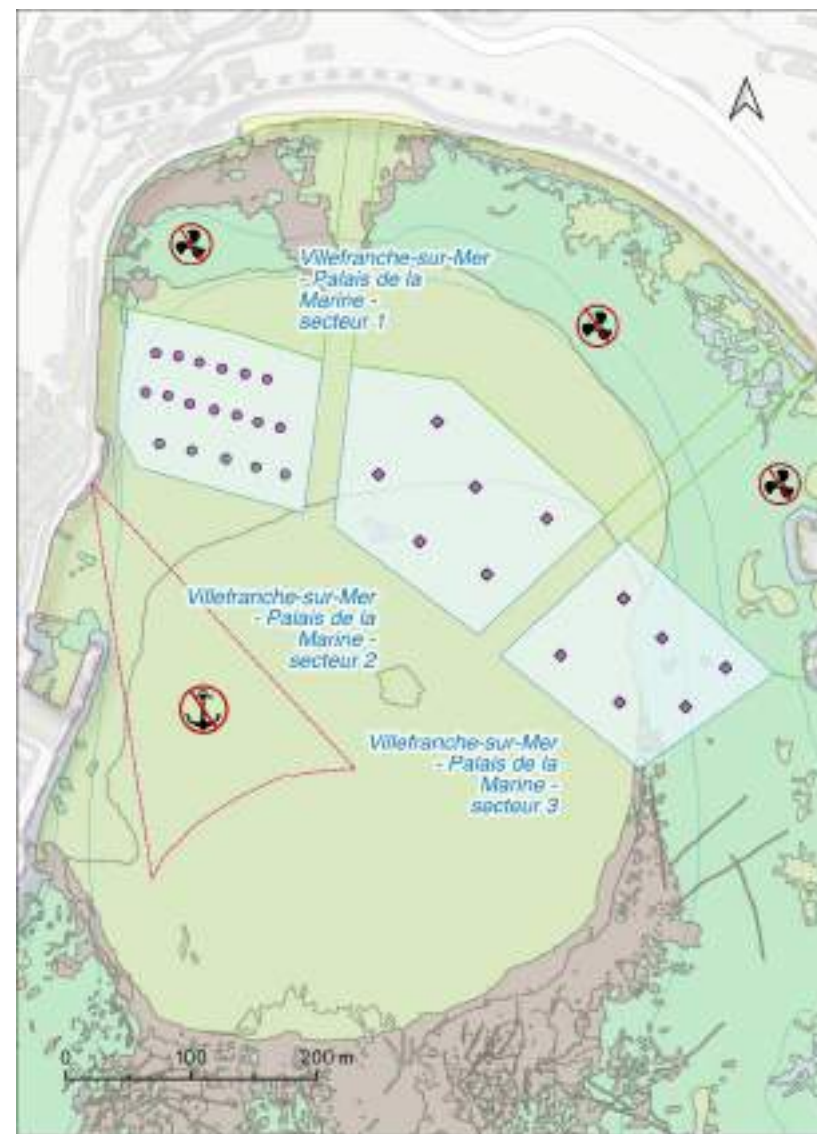 Villefranche-sur-Mer
- Palais de la
Marine -
secteur 1
Villefranche-sur-Mer
- Palais de la
Marine -
secteur 2
Villefranche-sur-Mer
- Palais de la
Marine -
secteur 3
0 100 200 m